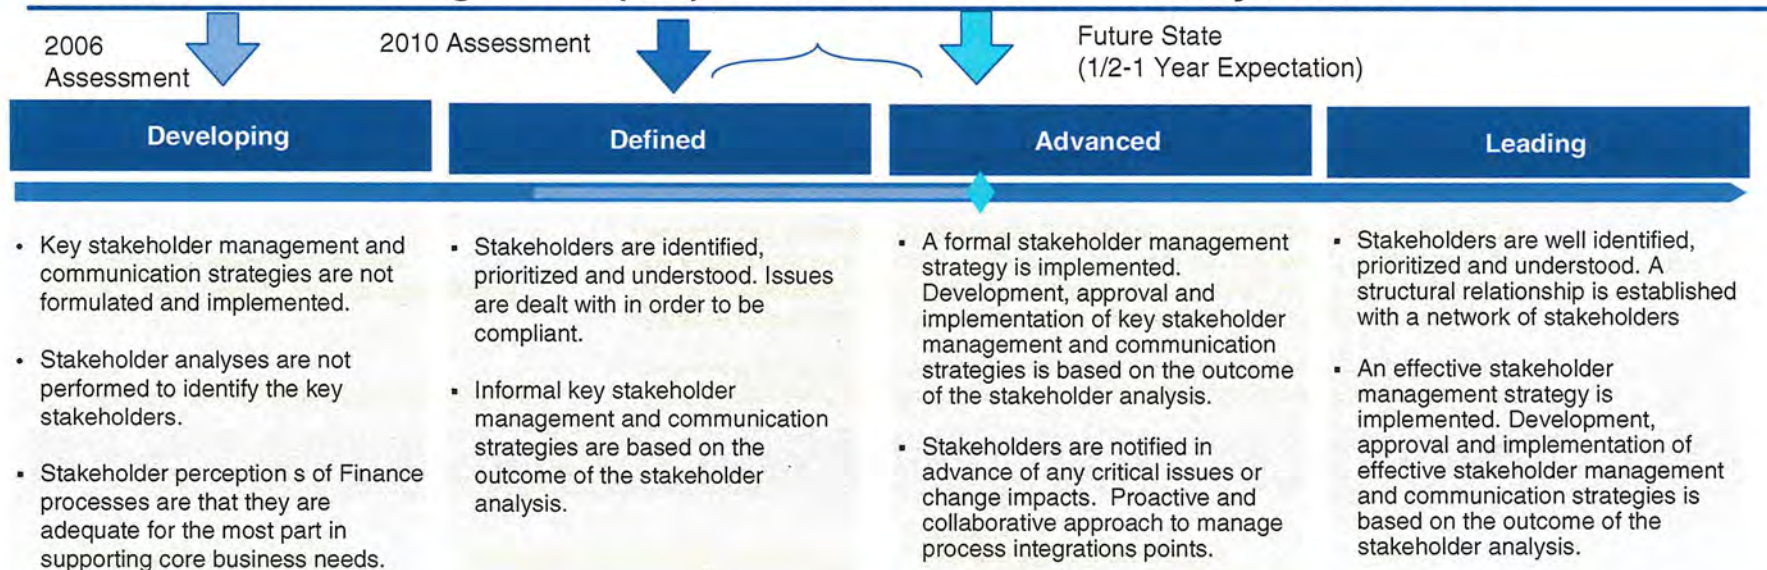 2006
Assessment
2010 Assessment
Future State
(1/2-1 Year Expectation)
Developing
Defined
Advanced
Leading
• Key stakeholder management and
communication strategies are not
formulated and implemented.
▪ Stakeholder analyses are not
performed to identify the key
stakeholders.
▪ Stakeholder perception s of Finance
processes are that they are
adequate for the most part in
supporting core business needs.
▪ Stakeholders are identified,
prioritized and understood. Issues
are dealt with in order to be
compliant.
▪ Informal key stakeholder
management and communication
strategies are based on the
outcome of the stakeholder
analysis.
▪ A formal stakeholder management
strategy is implemented.
Development, approval and
implementation of key stakeholder
management and communication
strategies is based on the outcome
of the stakeholder analysis.
▪ Stakeholders are notified in
advance of any critical issues or
change impacts. Proactive and
collaborative approach to manage
process integrations points.
▪ Stakeholders are well identified,
prioritized and understood. A
structural relationship is established
with a network of stakeholders
▪ An effective stakeholder
management strategy is
implemented. Development,
approval and implementation of
effective stakeholder management
and communication strategies is
based on the outcome of the
stakeholder analysis.